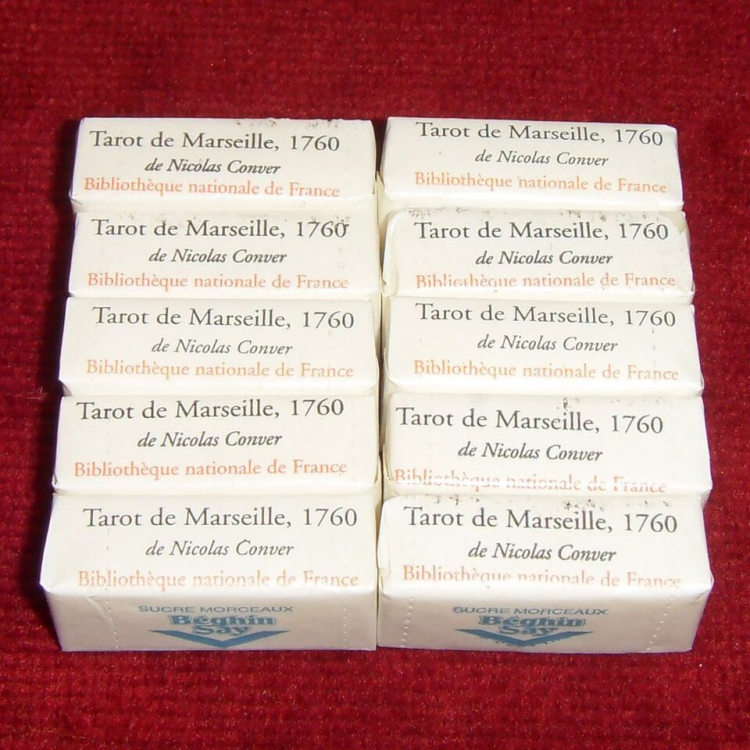 Tarot de Marseille, 1760
de Nicolas Conver
Bibliothèque nationale de France
Tarot de Marseille, 1760
de Nicolas Conver
Bibliothèque nationale de France
Tarot de Marseille, 1760
de Nicolas Conver
Bibliothèque nationale de France
Tarot de Marseille, 1760
de Nicolas Conver
Bibliothèque nationale de France
Tarot de Marseille, 1760
de Nicolas Conver
Bibliothèque nationale de France
Tarot de Marseille, 1760
de Nicolas Conver
Bibliothèque nationale de France
Tarot de Marseille, 1760
de Nicolas Conver
Bibliothèque nationale de France
Tarot de Marseille, 1760
de Nicolas Conver
Bibliothèque nationale de France
Tarot de Marseille, 1760
de Nicolas Conver
Bibliothèque nationale de France
SUCRE MORCEAUX
Béghin
Say
Tarot de Marseille, 1760
de Nicolas Conver
Bibliothèque nationale de France
SUCRE MORCEAUX
Béghin
Say